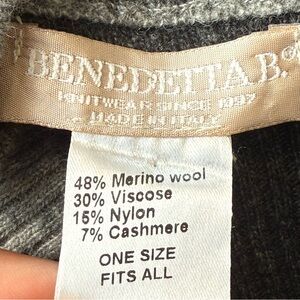 BENEDETTA B.®
KNITWEAR SINCE 1937
MADE IN ITALY
48% Merino wool
30% Viscose
15% Nylon
7% Cashmere
ONE SIZE
FITS ALL